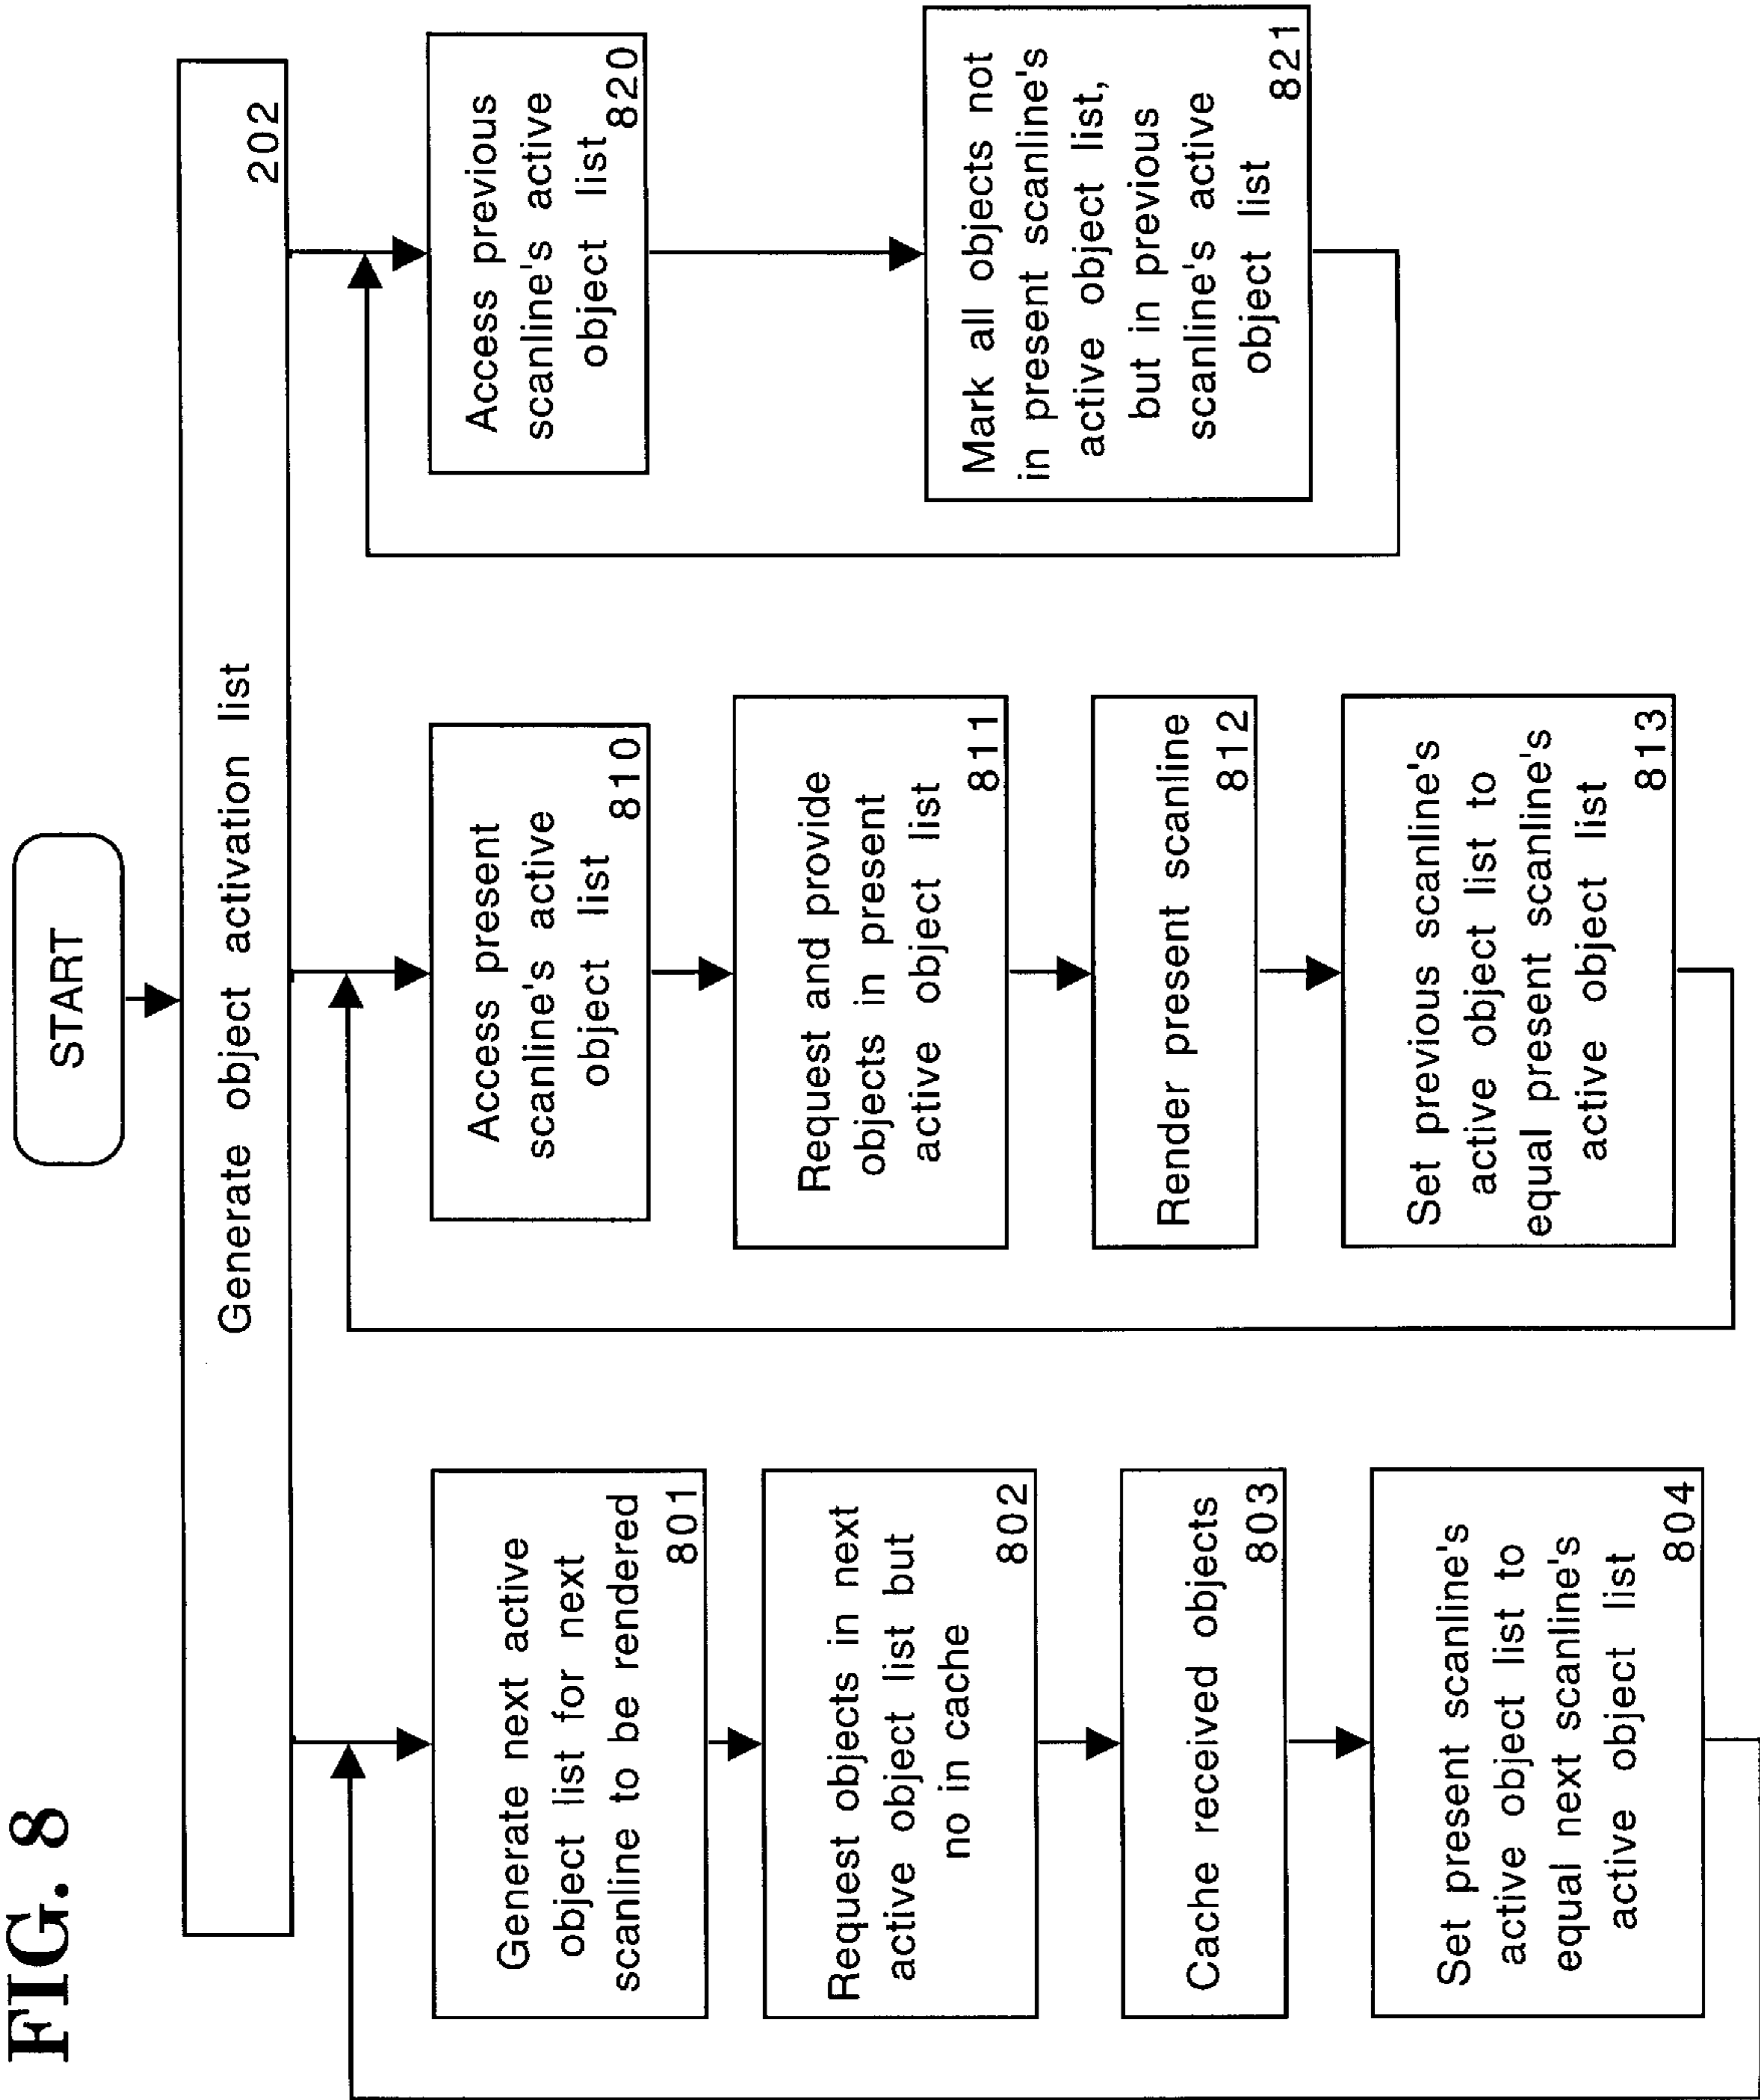 FIG. 8
START
Generate object activation list
202
Generate next active
object list for next
scanline to be rendered
801
Request objects in next
active object list but
no in cache
802
Cache received objects
803
Set present scanline's
active object list to
equal next scanline's
active object list
804
Access present
scanline's active
object list
810
Request and provide
objects in present
active object list
811
Render present scanline
812
Set previous scanline's
active object list to
equal present scanline's
active object list
813
Access previous
scanline's active
object list
820
Mark all objects not
in present scanline's
active object list,
but in previous
scanline's active
object list
821